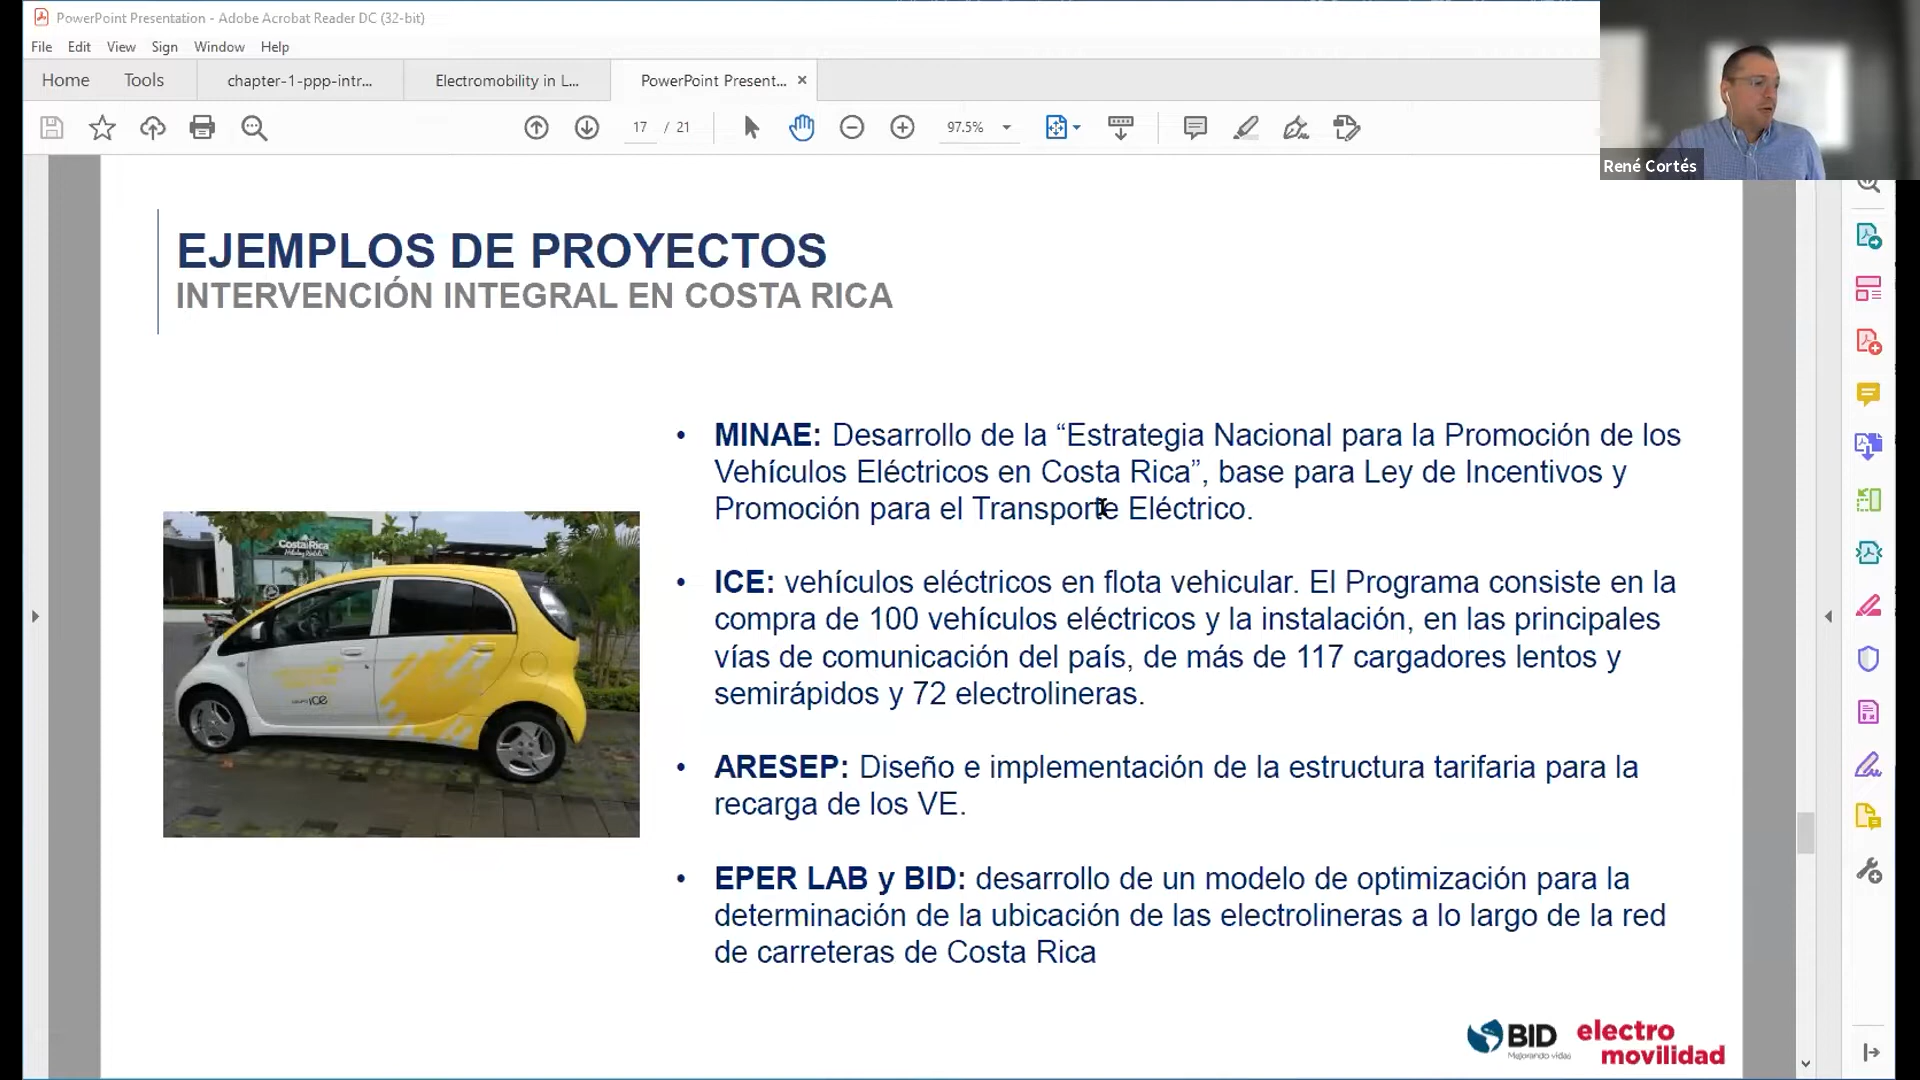 PowerPoint Presentation - Adobe Acrobat Reader DC (32-bit)
File Edit View Sign Window Help
Home Tools chapter-1-ppp-intr... Electromobility in L... PowerPoint Present...
17 / 21 97.5%
René Cortés
EJEMPLOS DE PROYECTOS
INTERVENCIÓN INTEGRAL EN COSTA RICA
• MINAE: Desarrollo de la “Estrategia Nacional para la Promoción de los
Vehículos Eléctricos en Costa Rica”, base para Ley de Incentivos y
Promoción para el Transporte Eléctrico.
• ICE: vehículos eléctricos en flota vehicular. El Programa consiste en la
compra de 100 vehículos eléctricos y la instalación, en las principales
vías de comunicación del país, de más de 117 cargadores lentos y
semirápidos y 72 electrolineras.
• ARESEP: Diseño e implementación de la estructura tarifaria para la
recarga de los VE.
• EPER LAB y BID: desarrollo de un modelo de optimización para la
determinación de la ubicación de las electrolineras a lo largo de la red
de carreteras de Costa Rica
CostaRica
ice
BID
Mejorando vidas
electro
movilidad